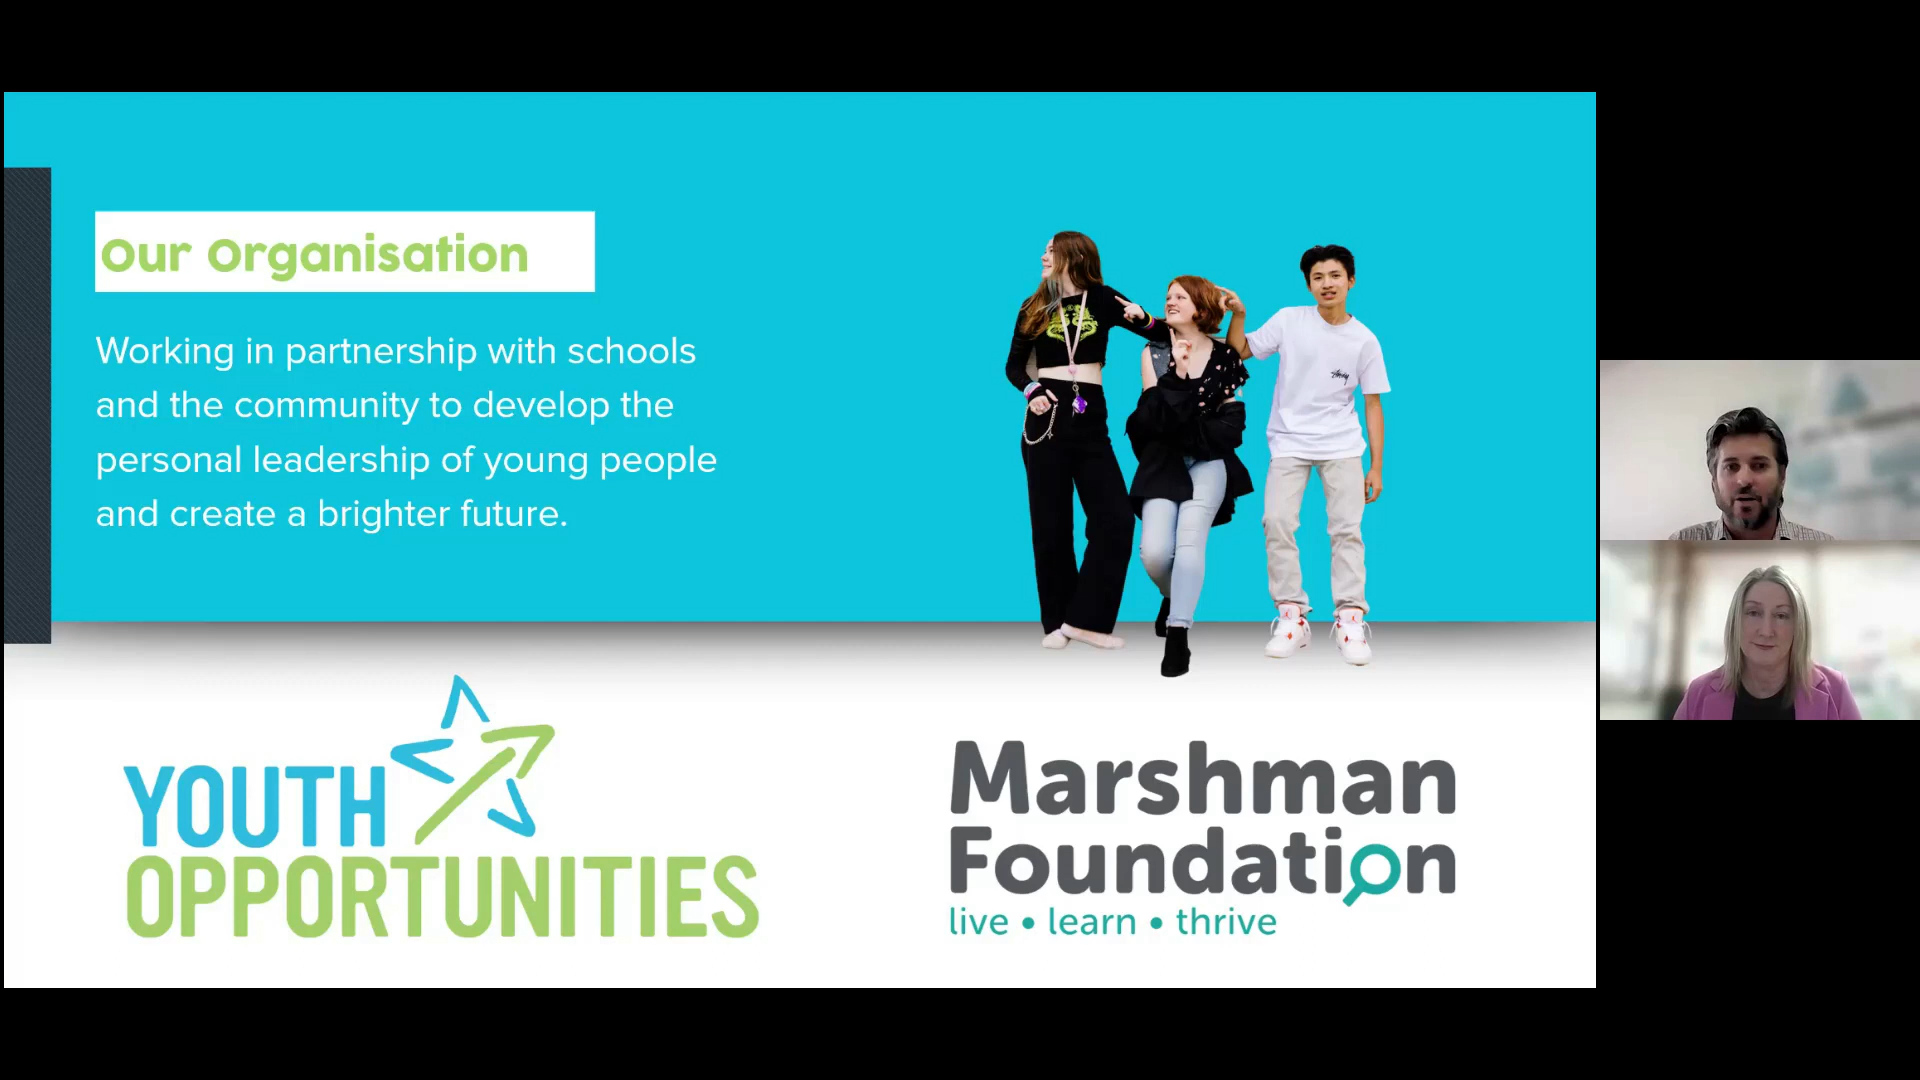 Our Organisation
Working in partnership with schools
and the community to develop the
personal leadership of young people
and create a brighter future.
YOUTH
OPPORTUNITIES
Marshman
Foundation
live • learn • thrive